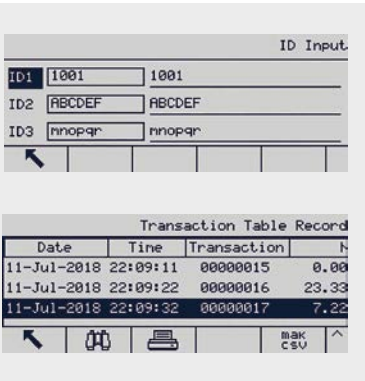 ID Input
ID1 1001 1001
ID2 ABCDEF ABCDEF
ID3 mnopqr mnopqr
Transaction Table Record
Date Time Transaction N
11-Jul-2018 22:09:11 00000015 0.00
11-Jul-2018 22:09:22 00000016 23.33
11-Jul-2018 22:09:32 00000017 7.22
mak
csv